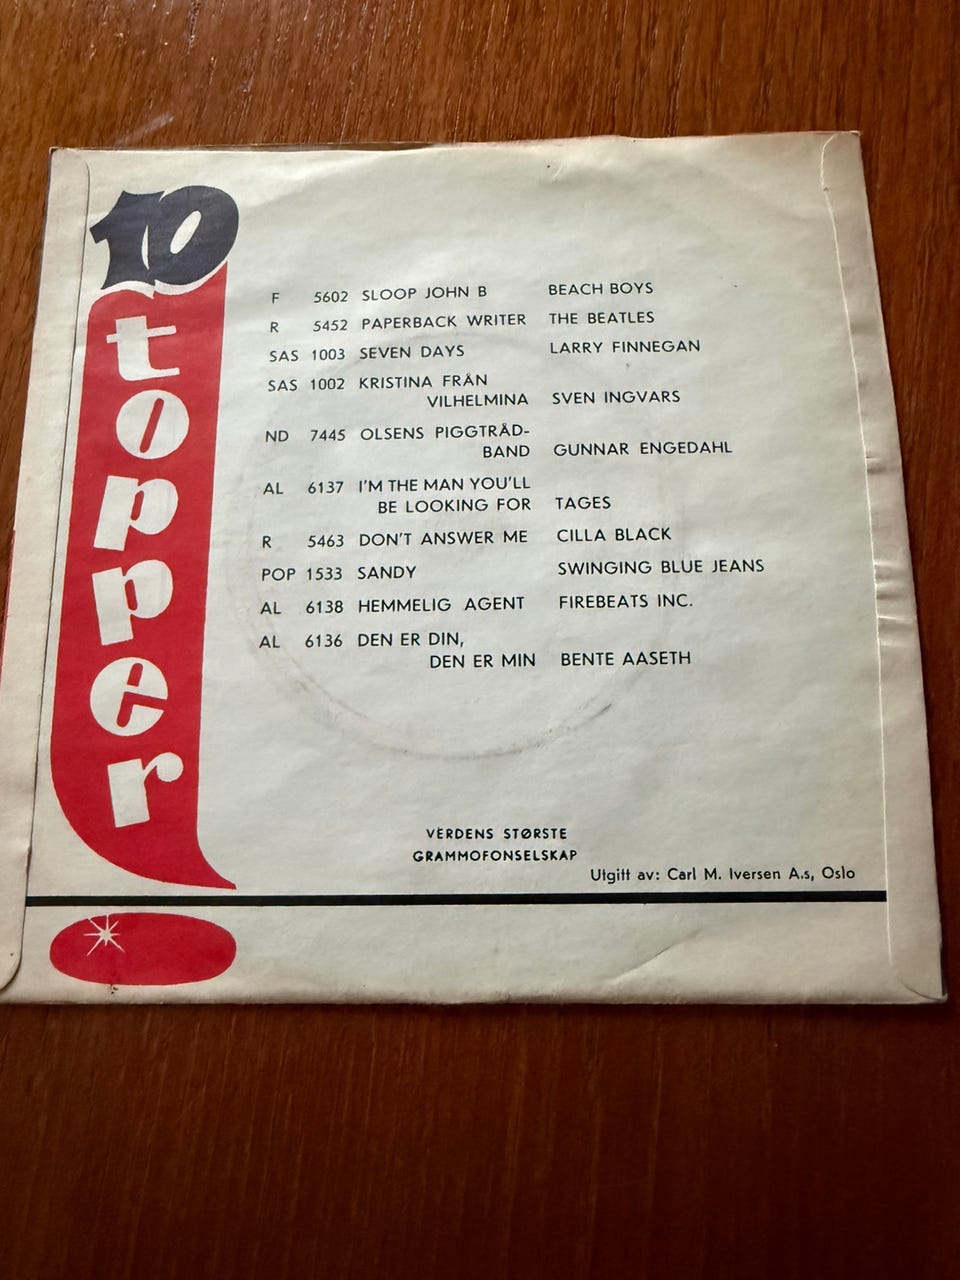 10 topper!
F 5602 SLOOP JOHN B BEACH BOYS
R 5452 PAPERBACK WRITER THE BEATLES
SAS 1003 SEVEN DAYS LARRY FINNEGAN
SAS 1002 KRISTINA FRÅN
VILHELMINA SVEN INGVARS
ND 7445 OLSENS PIGGTRÅD-
BAND GUNNAR ENGEDAHL
AL 6137 I'M THE MAN YOU'LL
BE LOOKING FOR TAGES
R 5463 DON'T ANSWER ME CILLA BLACK
POP 1533 SANDY SWINGING BLUE JEANS
AL 6138 HEMMELIG AGENT FIREBEATS INC.
AL 6136 DEN ER DIN,
DEN ER MIN BENTE AASETH
VERDENS STØRSTE
GRAMMOFONSELSKAP
Utgitt av: Carl M. Iversen A.s, Oslo